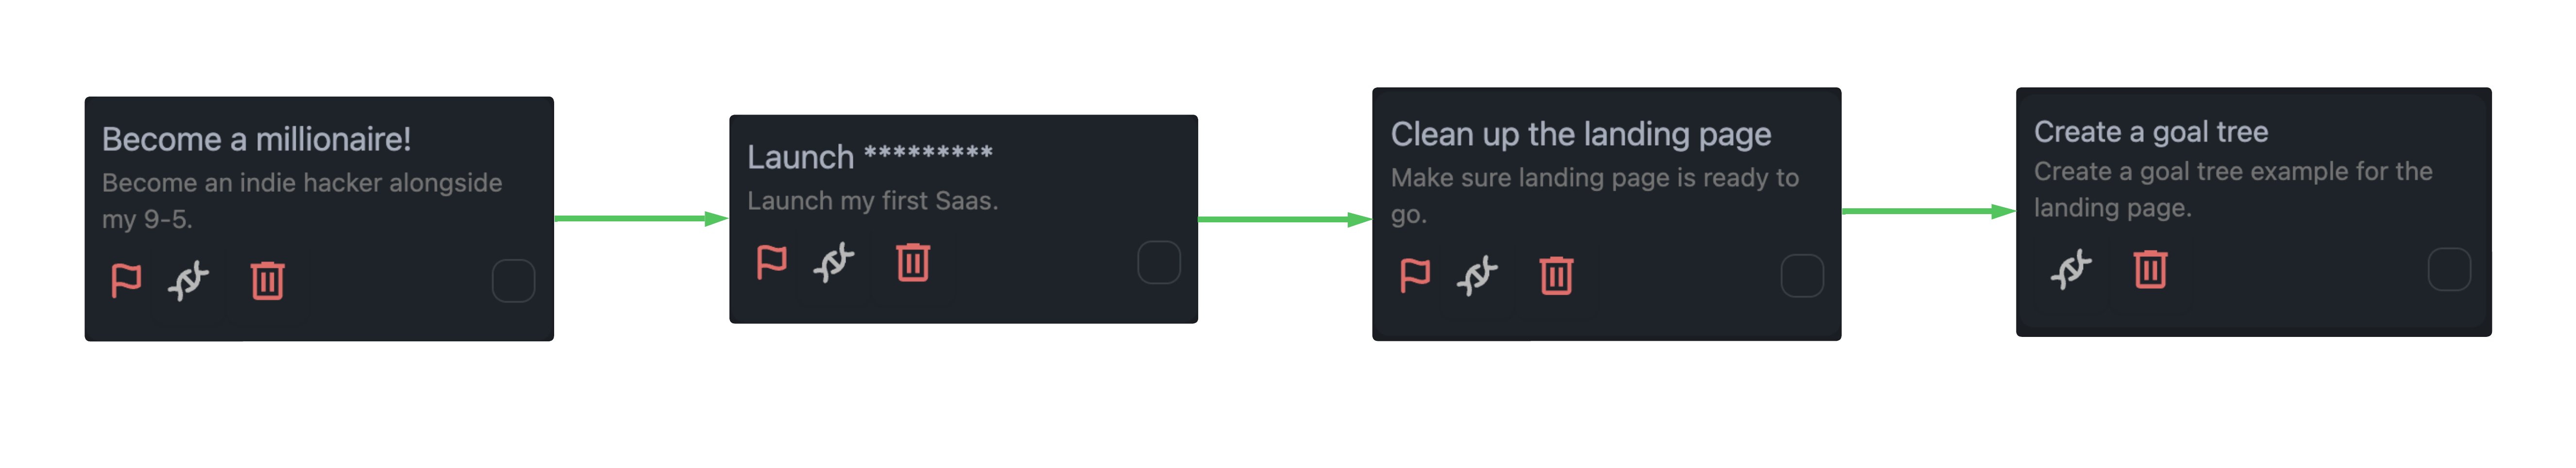 Become a millionaire!
Become an indie hacker alongside
my 9-5.
Launch *********
Launch my first Saas.
Clean up the landing page
Make sure landing page is ready to
go.
Create a goal tree
Create a goal tree example for the
landing page.